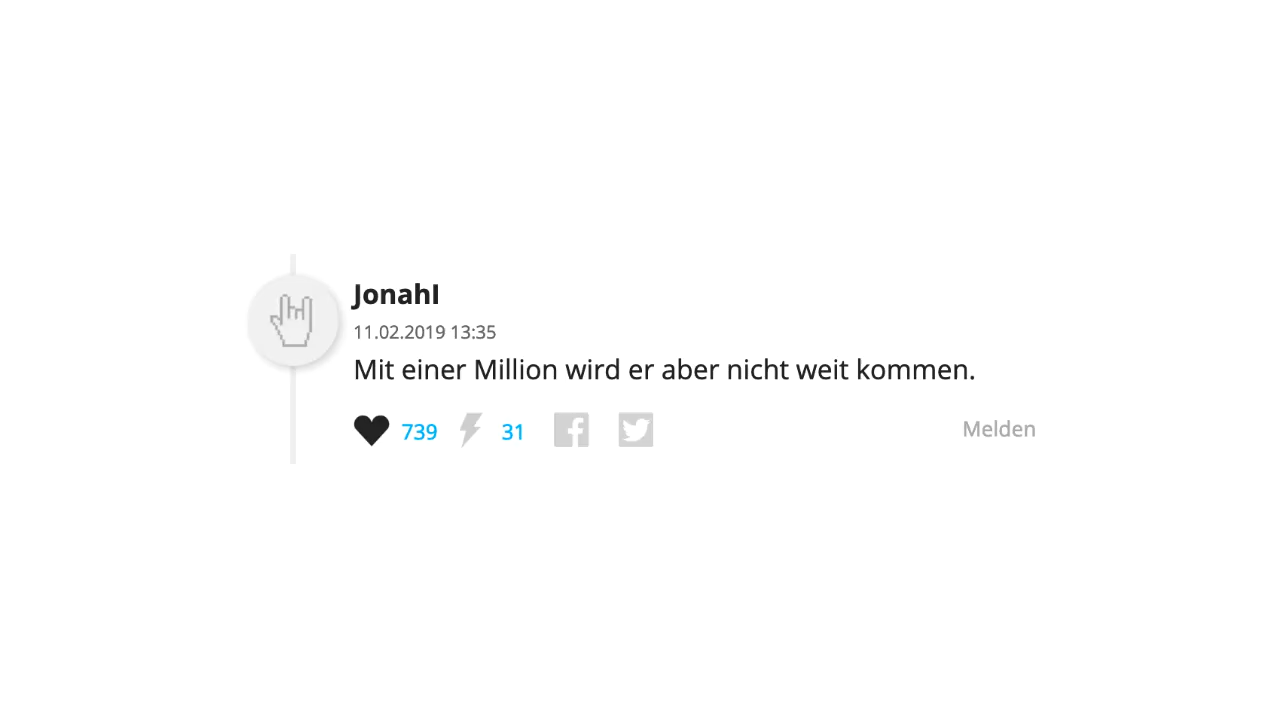 JonahI
11.02.2019 13:35
Mit einer Million wird er aber nicht weit kommen.
739 31 Melden